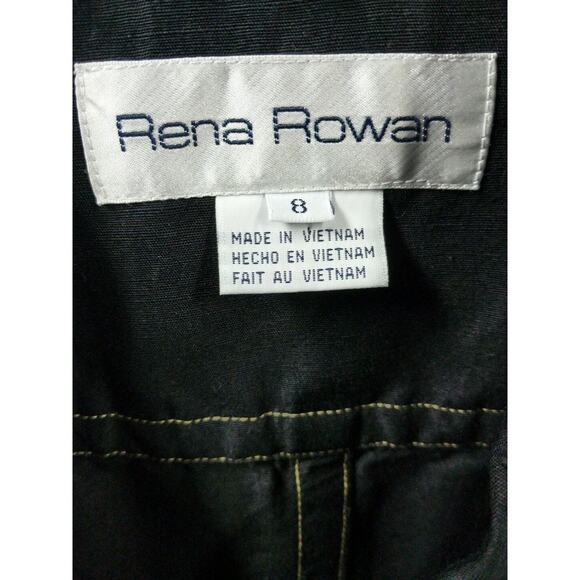 Rena Rowan
8
MADE IN VIETNAM
HECHO EN VIETNAM
FAIT AU VIETNAM